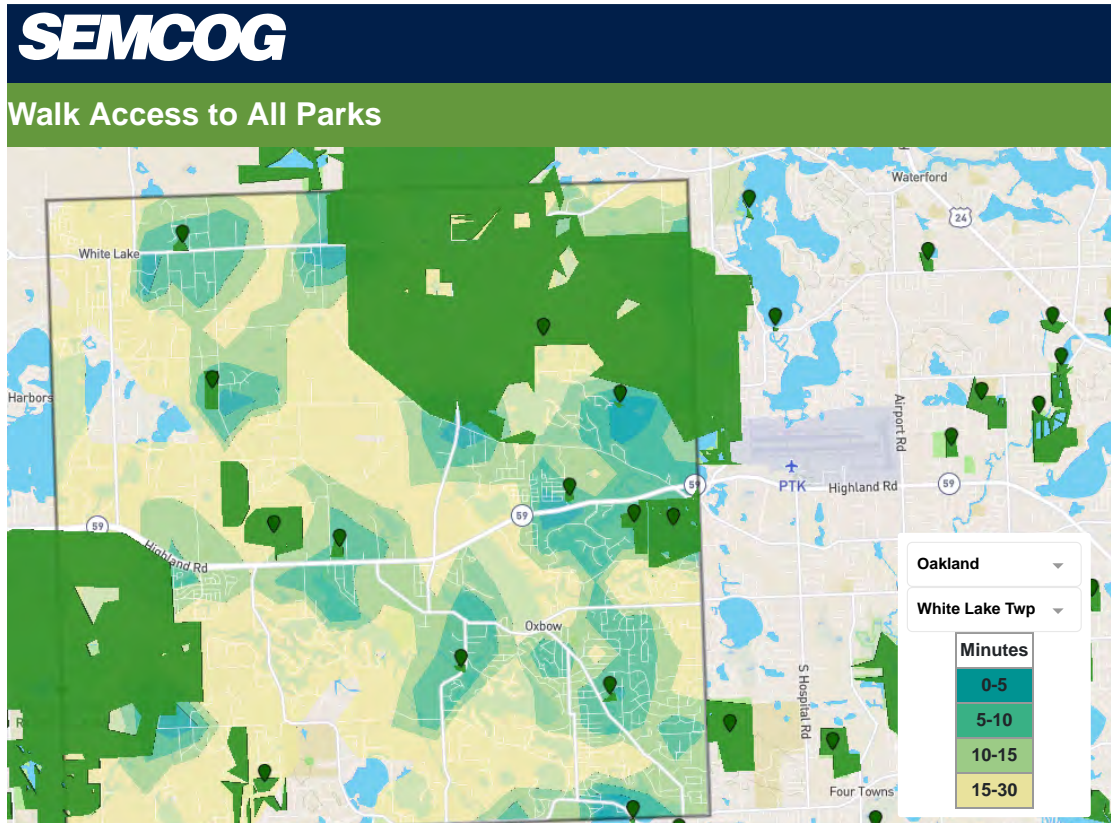 SEMCOG
Walk Access to All Parks
Waterford
24
White Lake
Harbors
Airport Rd
PTK
Highland Rd
59
59
59
59
Highland Rd
Oxbow
S Hospital Rd
Four Towns
Oakland
White Lake Twp
Minutes
0-5
5-10
10-15
15-30